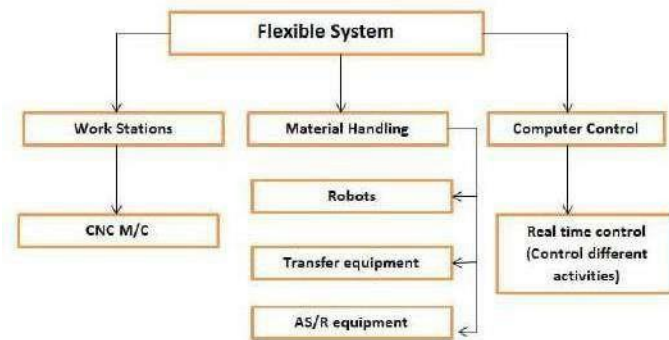 Flexible System
Work Stations
Material Handling
Computer Control
Robots
CNC M/C
Real time control
(Control different
activities)
Transfer equipment
AS/R equipment